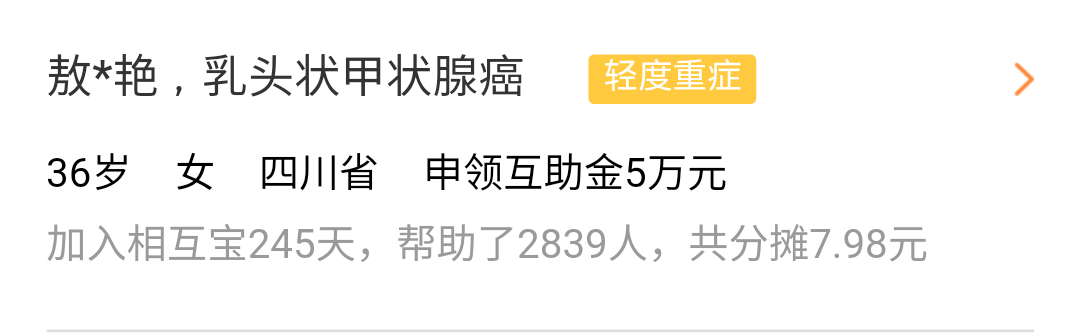 敖*艳，乳头状甲状腺癌 轻度重症
36岁 女 四川省 申领互助金5万元
加入相互宝245天，帮助了2839人，共分摊7.98元